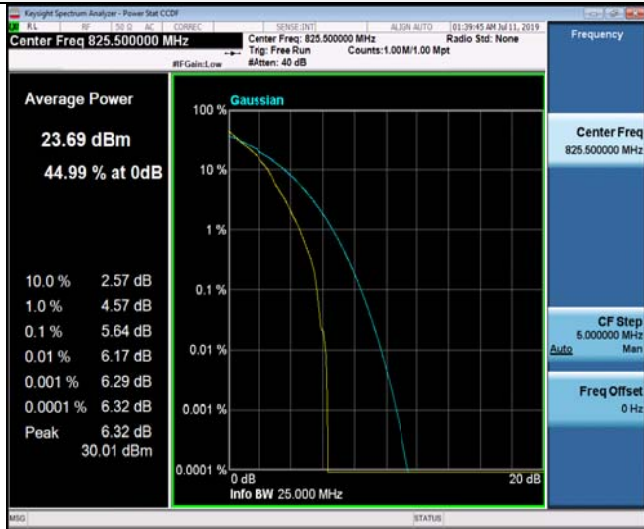 Keysight Spectrum Analyzer - Power Stat CCDF
RL RF 50 Ω AC CORREC SENSE:INT ALIGN AUTO 01:39:45 AM Jul 11, 2019
Center Freq 825.500000 MHz
Center Freq: 825.500000 MHz Radio Std: None
Trig: Free Run Counts:1.00 M/1.00 Mpt
#IFGain:Low #Atten: 40 dB
Frequency
Average Power
23.69 dBm
44.99 % at 0dB
10.0 % 2.57 dB
1.0 % 4.57 dB
0.1 % 5.64 dB
0.01 % 6.17 dB
0.001 % 6.29 dB
0.0001 % 6.32 dB
Peak 6.32 dB
30.01 dBm
Gaussian
100 %
10 %
1 %
0.1 %
0.01 %
0.001 %
0.0001 %
0 dB 20 dB
Info BW 25.000 MHz
Center Freq
825.500000 MHz
CF Step
5.000000 MHz
Auto Man
Freq Offset
0 Hz
MSG STATUS